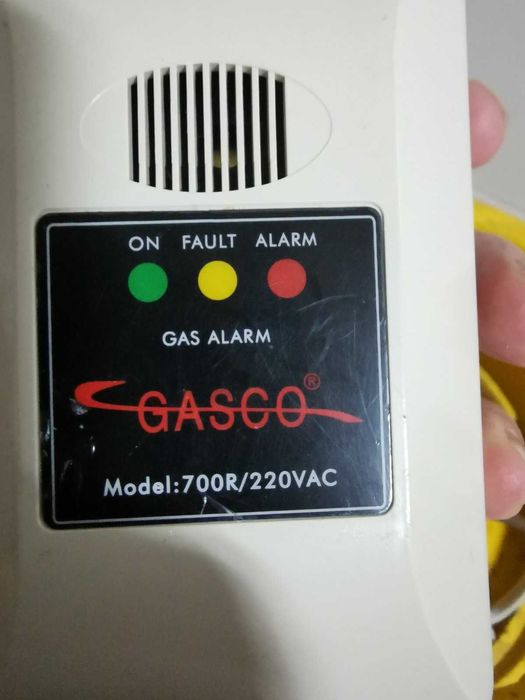 ON FAULT ALARM
GAS ALARM
GASCO®
Model:700R/220VAC